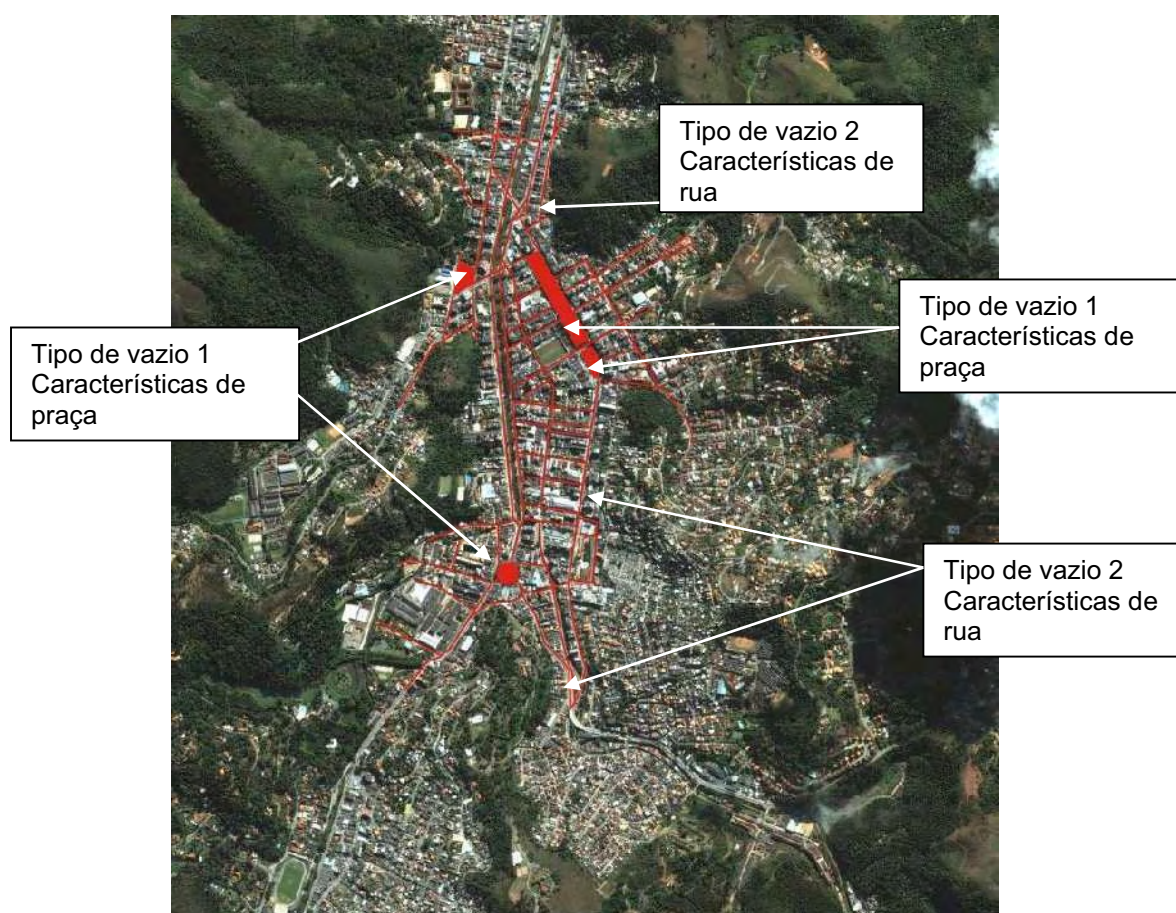 Tipo de vazio 2
Características de
rua
Tipo de vazio 1
Características de
praça
Tipo de vazio 1
Características de
praça
Tipo de vazio 2
Características de
rua